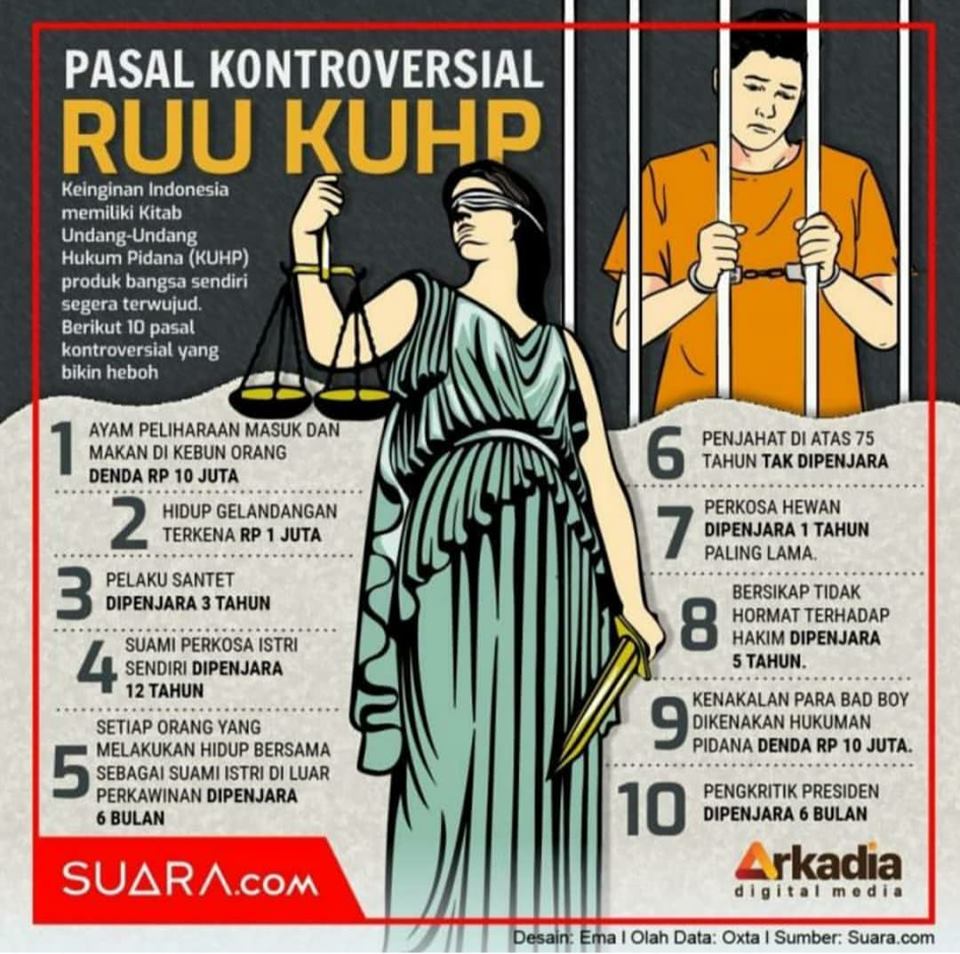 PASAL KONTROVERSIAL
RUU KUHP
Keinginan Indonesia
memiliki Kitab
Undang-Undang
Hukum Pidana (KUHP)
produk bangsa sendiri
segera terwujud.
Berikut 10 pasal
kontroversial yang
bikin heboh
1 AYAM PELIHARAAN MASUK DAN
MAKAN DI KEBUN ORANG
DENDA RP 10 JUTA
2 HIDUP GELANDANGAN
TERKENA RP 1 JUTA
3 PELAKU SANTET
DIPENJARA 3 TAHUN
4 SUAMI PERKOSA ISTRI
SENDIRI DIPENJARA
12 TAHUN
5 SETIAP ORANG YANG
MELAKUKAN HIDUP BERSAMA
SEBAGAI SUAMI ISTRI DI LUAR
PERKAWINAN DIPENJARA
6 BULAN
6 PENJAHAT DI ATAS 75
TAHUN TAK DIPENJARA
7 PERKOSA HEWAN
DIPENJARA 1 TAHUN
PALING LAMA.
8 BERSIKAP TIDAK
HORMAT TERHADAP
HAKIM DIPENJARA
5 TAHUN.
9 KENAKALAN PARA BAD BOY
DIKENAKAN HUKUMAN
PIDANA DENDA RP 10 JUTA.
10 PENGKRITIK PRESIDEN
DIPENJARA 6 BULAN
SUARA.COM
Arkadia
digital media
Desain: Ema I Olah Data: Oxta I Sumber: Suara.com